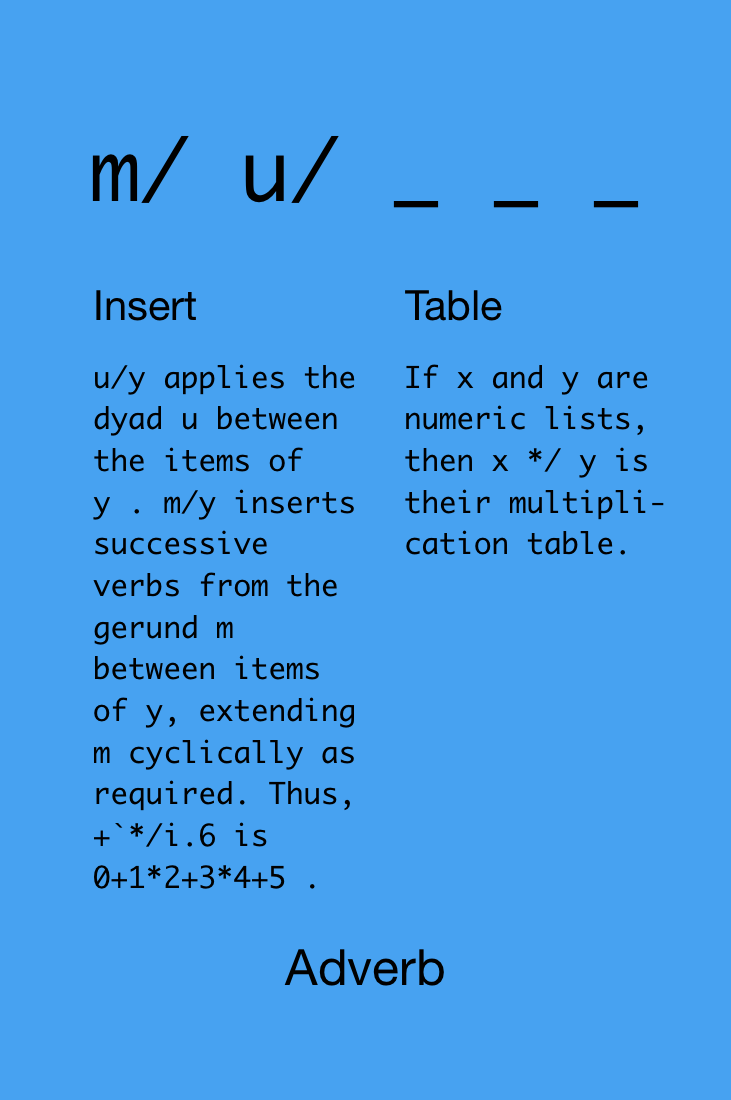 m/ u/ _ _ _
Insert
u/y applies the
dyad u between
the items of
y . m/y inserts
successive
verbs from the
gerund m
between items
of y, extending
m cyclically as
required. Thus,
+`*/i.6 is
0+1*2+3*4+5 .
Table
If x and y are
numeric lists,
then x */ y is
their multipli-
cation table.
Adverb